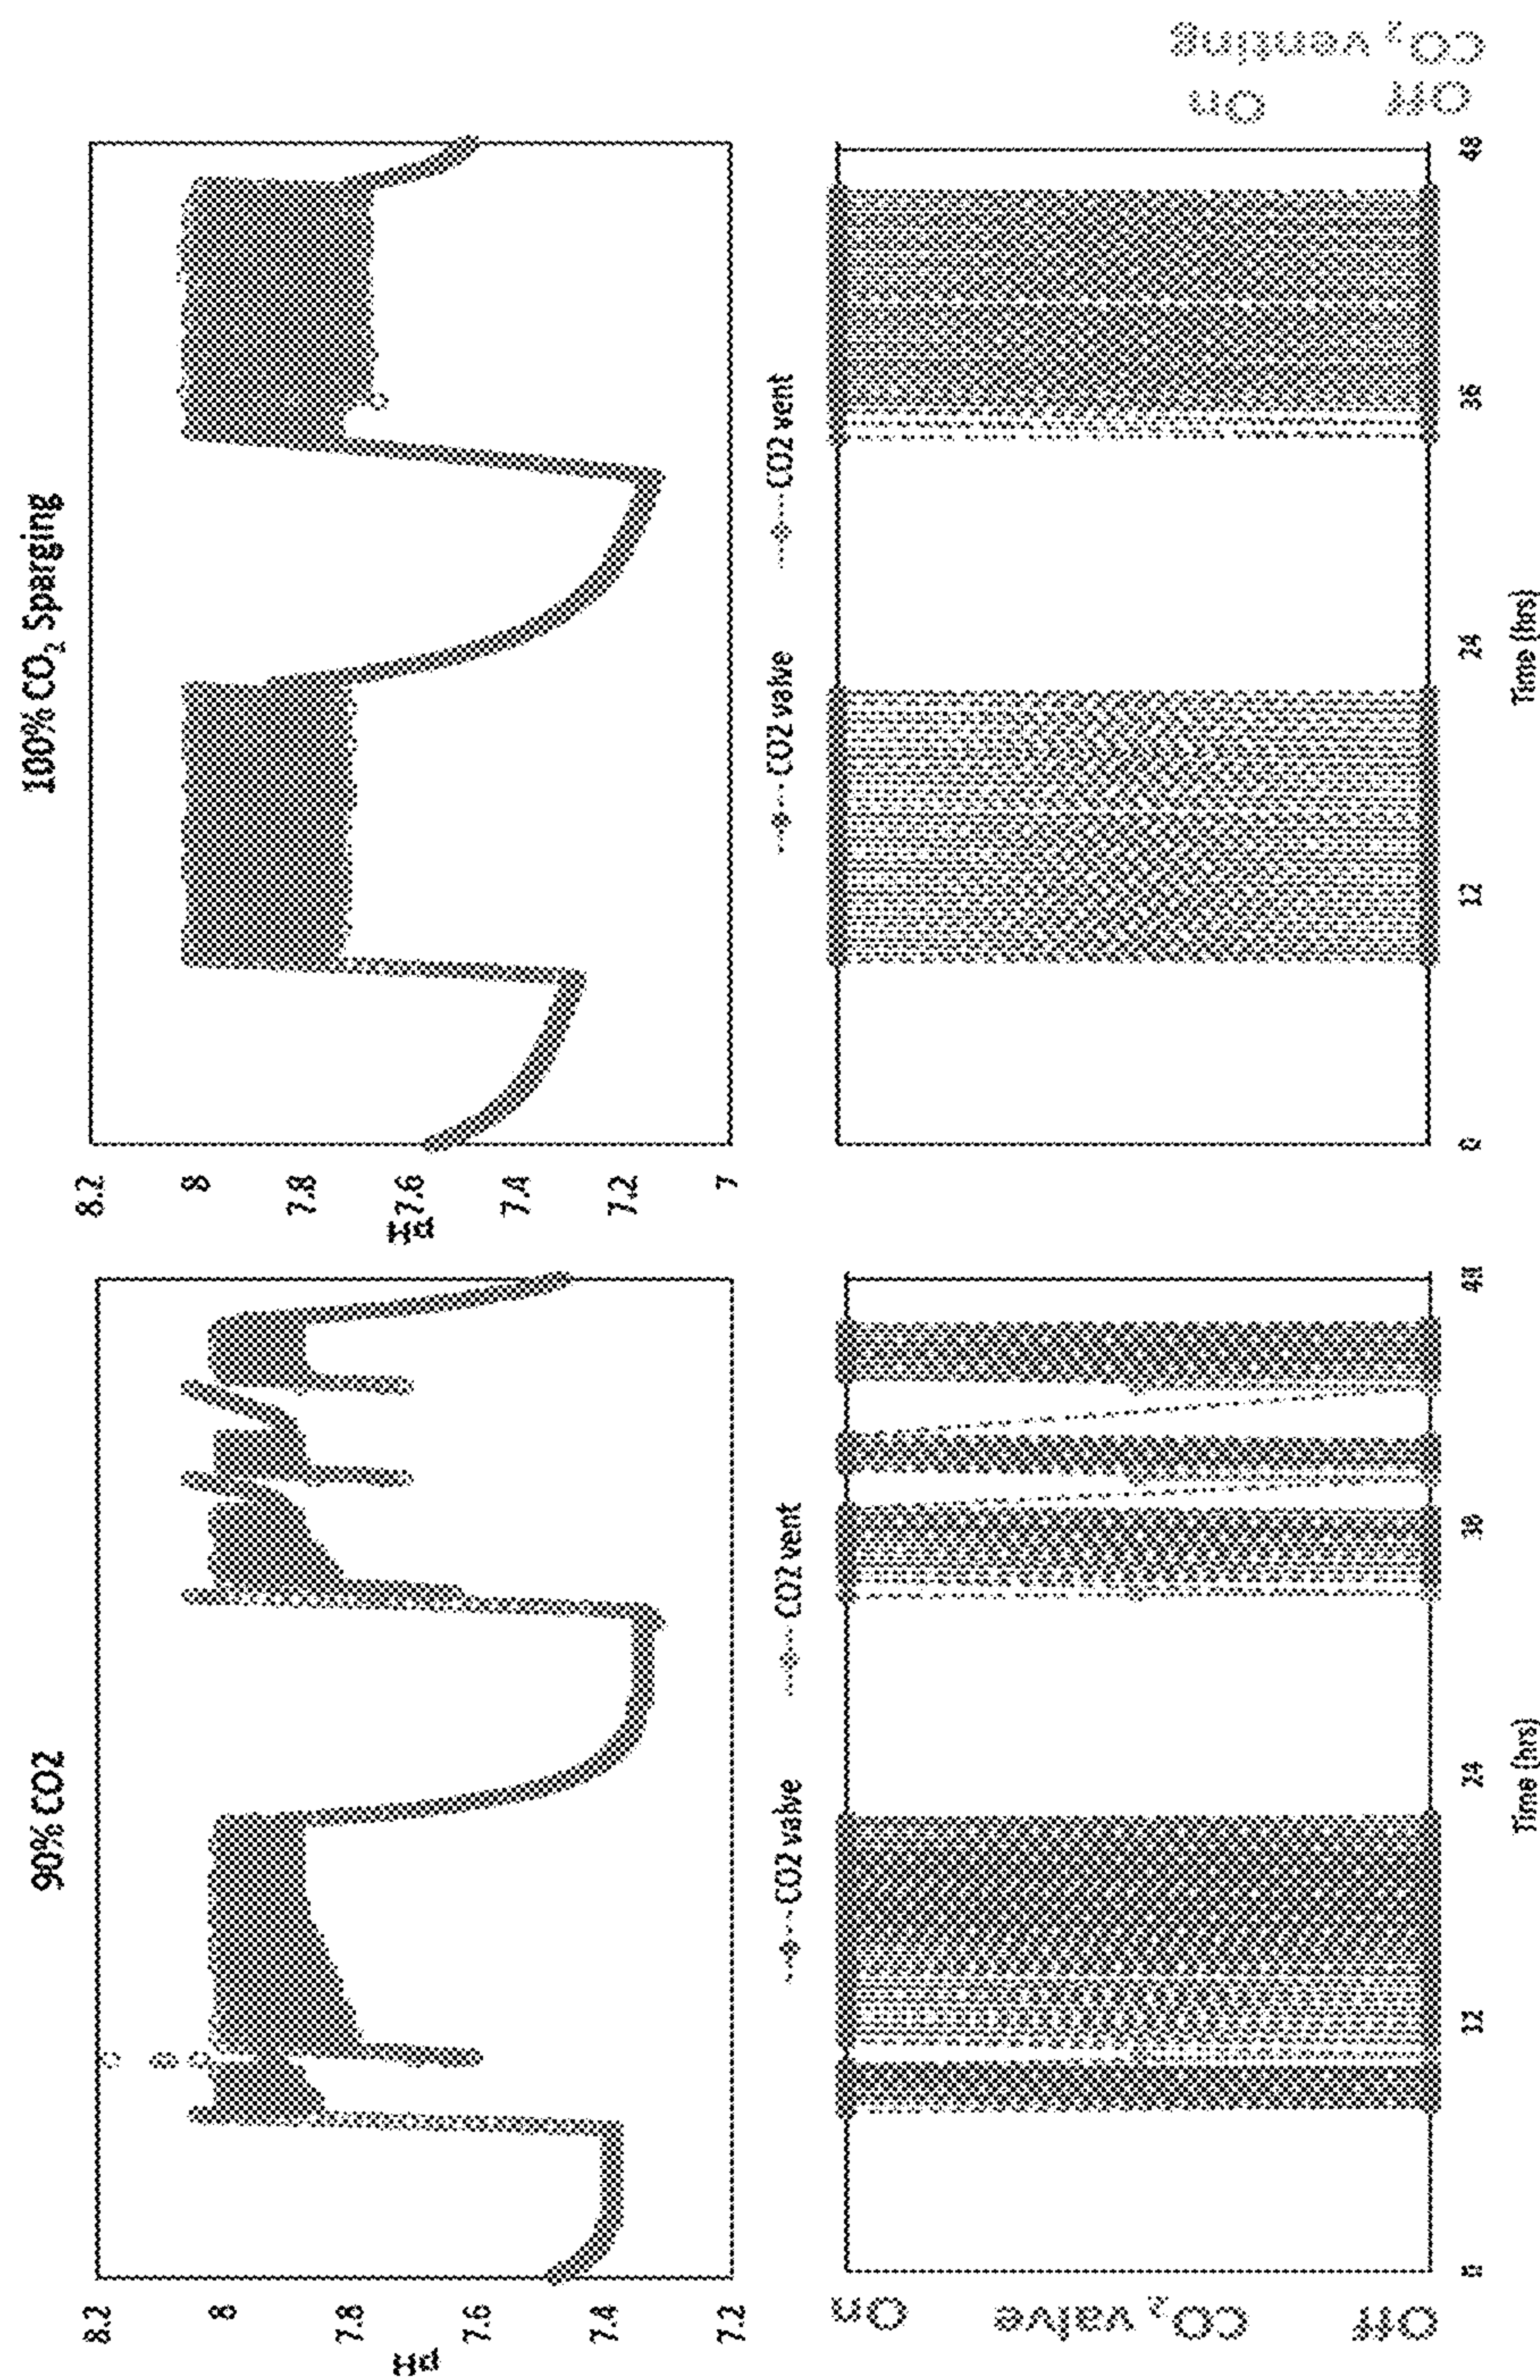 90% CO2
8.2
8
7.8
7.6
7.4
7.2
pH
CO2 valve
CO2 vent
On
CO₂ valve
Off
0
12
24
36
48
Time (hrs)
100% CO₂ Sparging
8.2
8
7.8
7.6
7.4
7.2
7
pH
CO2 valve
CO2 vent
0
12
24
36
48
Time (hrs)
On
Off
CO₂ venting